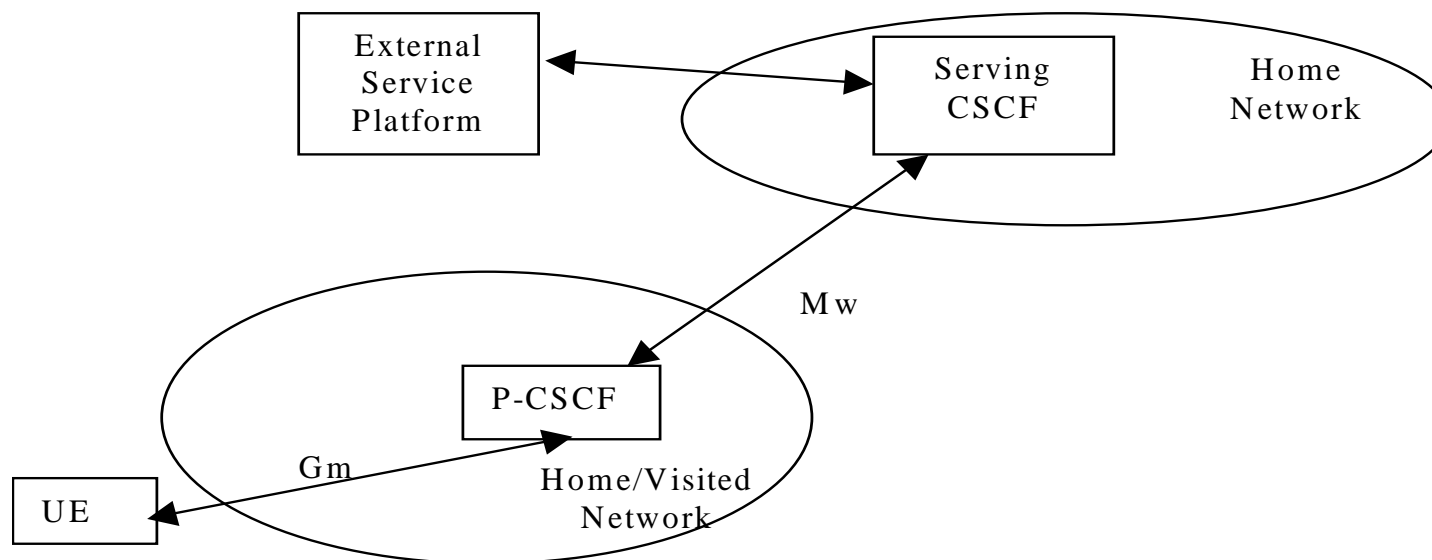 External
Service
Platform
Serving
CSCF
Home
Network
Mw
P-CSCF
Gm
Home/Visited
Network
UE